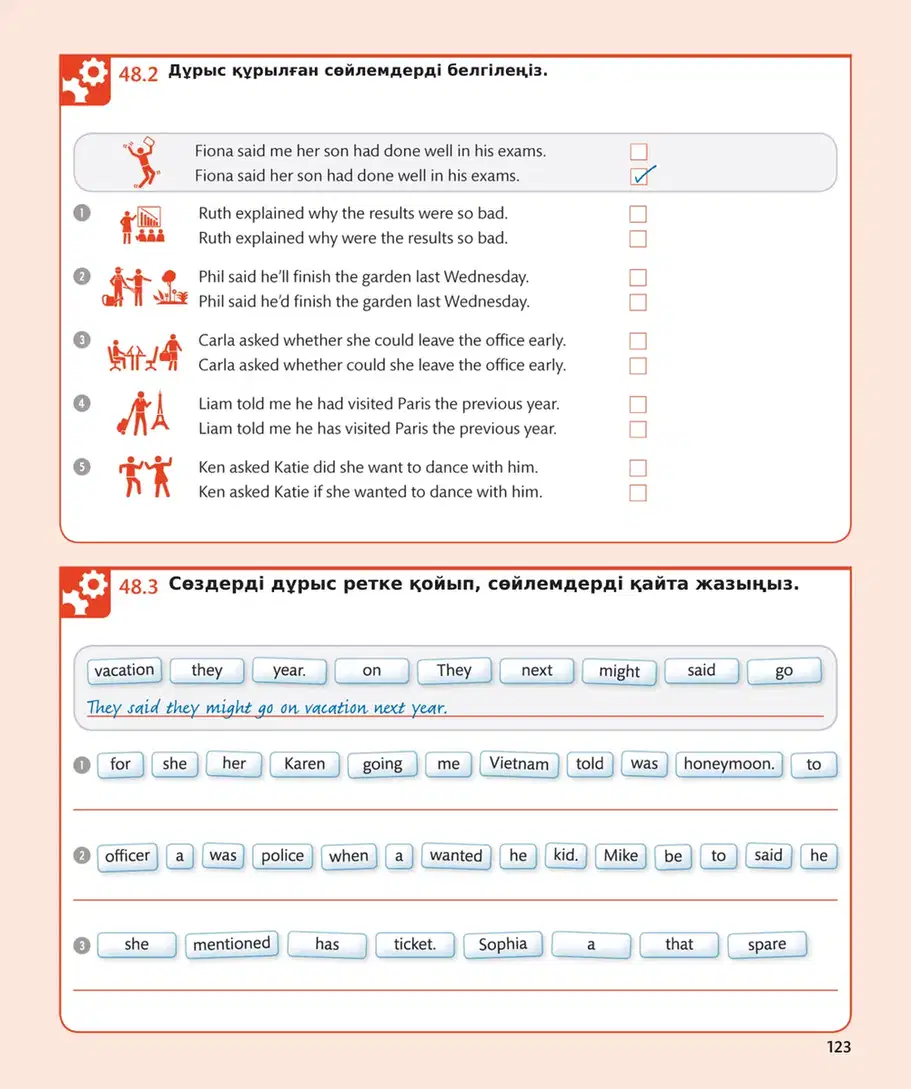 48.2 Дұрыс құрылған сөйлемдерді белгілеңіз.
Fiona said me her son had done well in his exams.
Fiona said her son had done well in his exams.
1 Ruth explained why the results were so bad.
Ruth explained why were the results so bad.
2 Phil said he’ll finish the garden last Wednesday.
Phil said he’d finish the garden last Wednesday.
3 Carla asked whether she could leave the office early.
Carla asked whether could she leave the office early.
4 Liam told me he had visited Paris the previous year.
Liam told me he has visited Paris the previous year.
5 Ken asked Katie did she want to dance with him.
Ken asked Katie if she wanted to dance with him.
48.3 Сөздерді дұрыс ретке қойып, сөйлемдерді қайта жазыңыз.
vacation they year. on They next might said go
They said they might go on vacation next year.
1 for she her Karen going me Vietnam told was honeymoon. to
2 officer a was police when a wanted he kid. Mike be to said he
3 she mentioned has ticket. Sophia a that spare
123